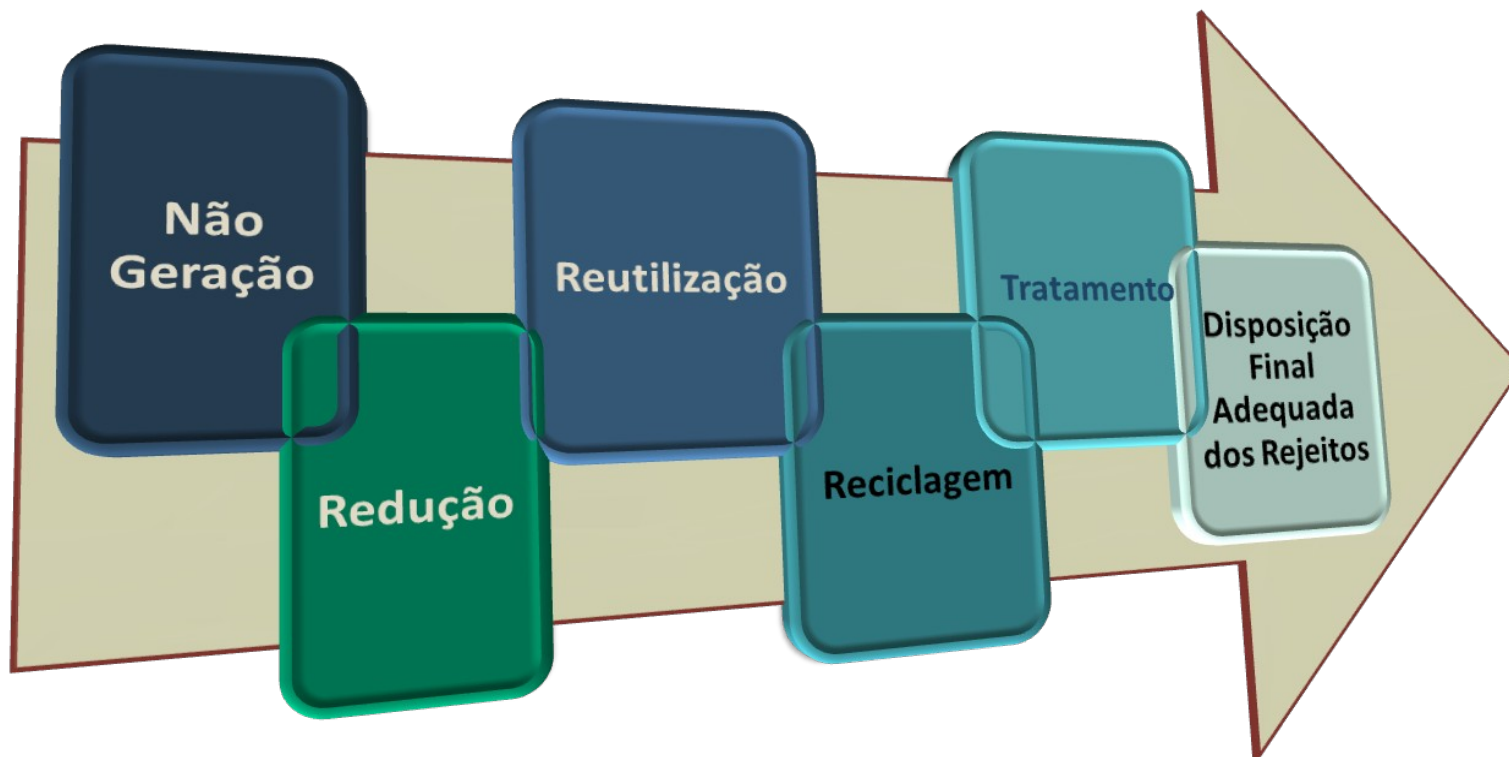 Não
Geração
Redução
Reutilização
Reciclagem
Tratamento
Disposição
Final
Adequada
dos Rejeitos